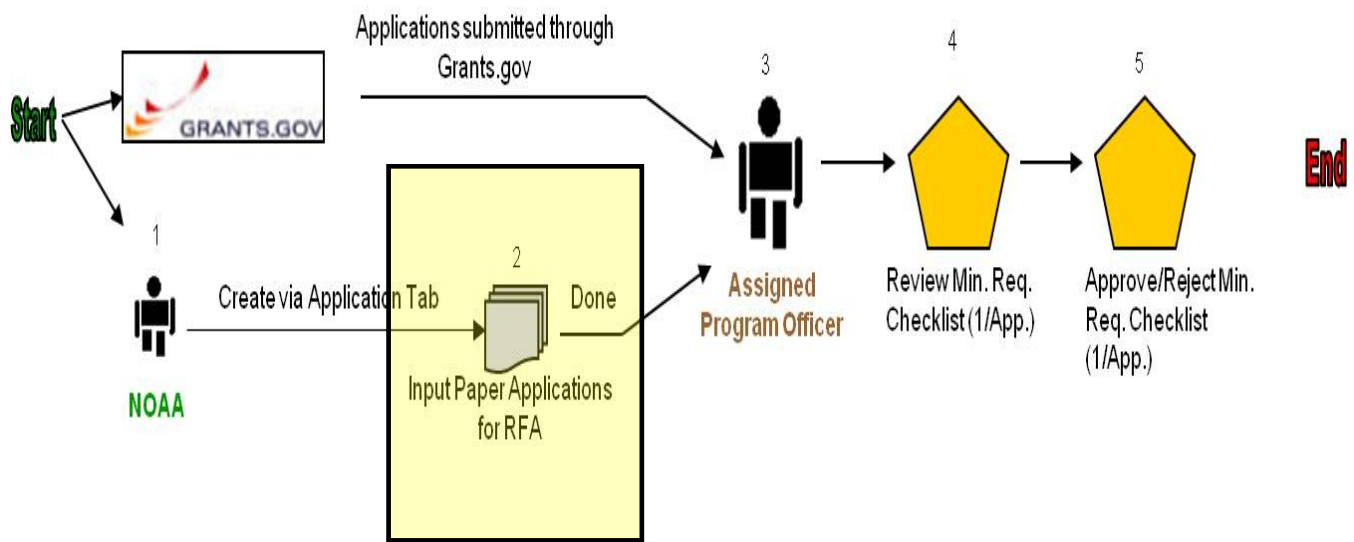 Start
GRANTS.GOV
Applications submitted through
Grants.gov
1
NOAA
Create via Application Tab
2
Input Paper Applications
for RFA
Done
3
Assigned
Program Officer
4
Review Min. Req.
Checklist (1/App.)
5
Approve/Reject Min.
Req. Checklist
(1/App.)
End